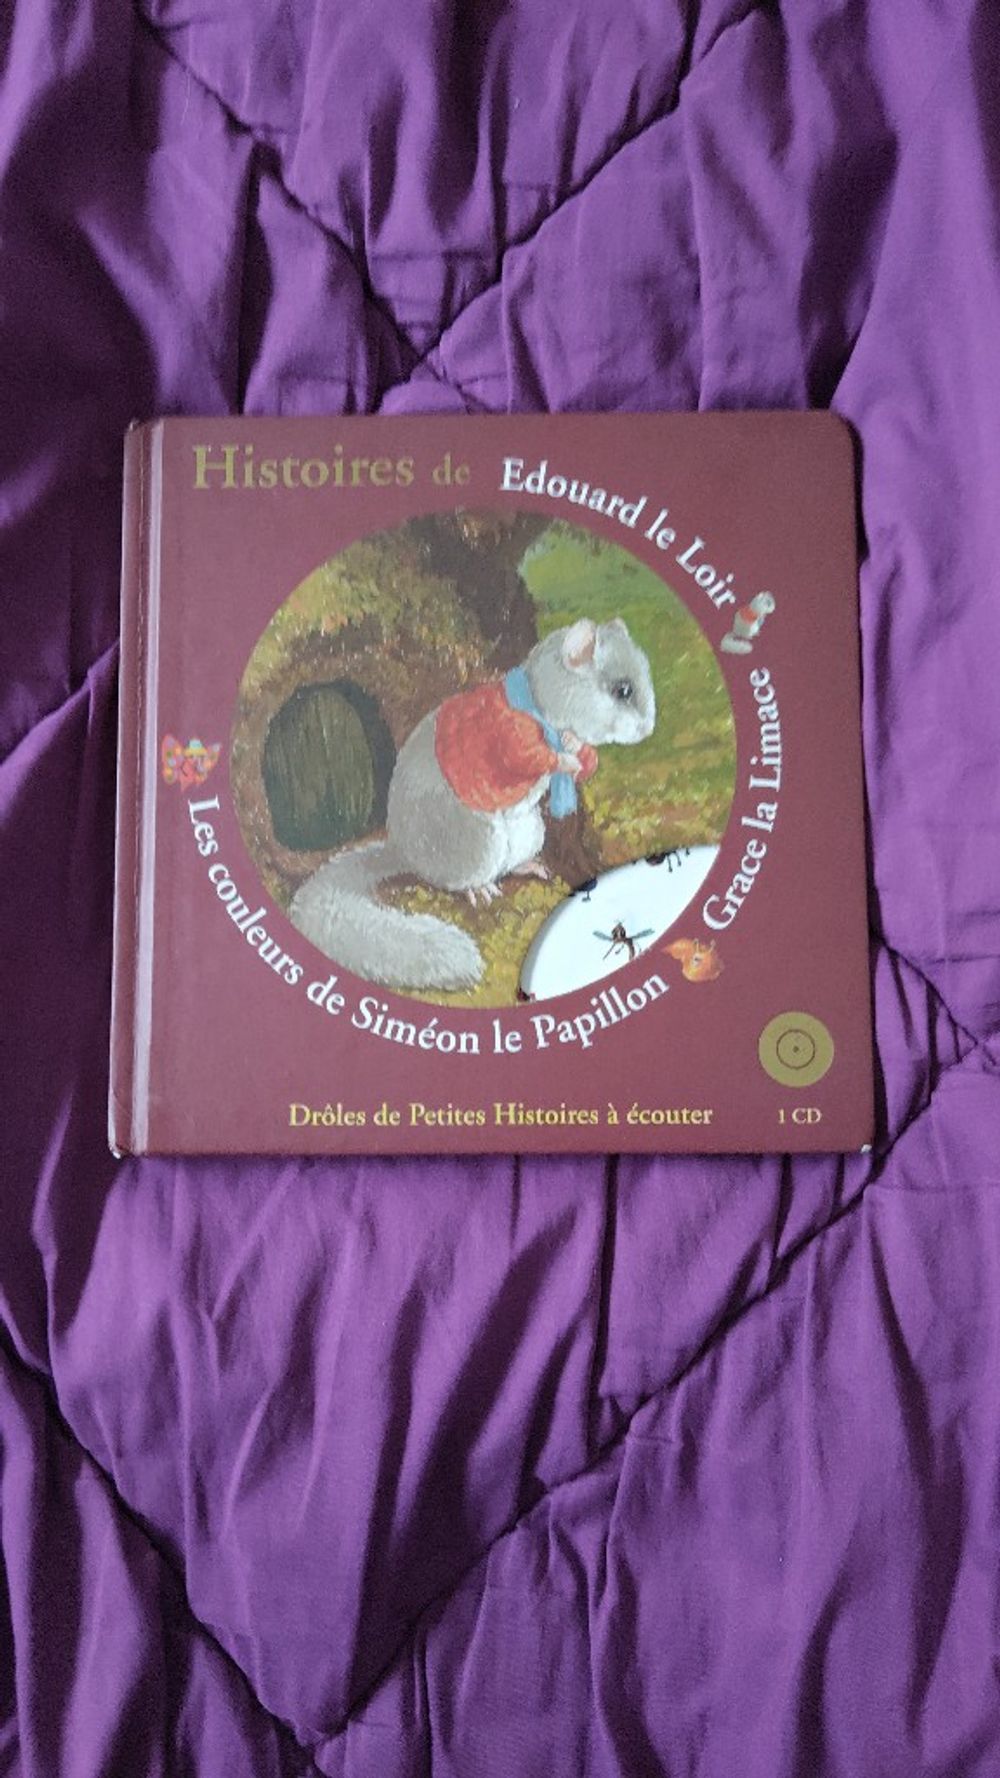 Histoires de
Edouard le Loir
Grace la Limace
Les couleurs de Siméon le Papillon
Drôles de Petites Histoires à écouter
1 CD